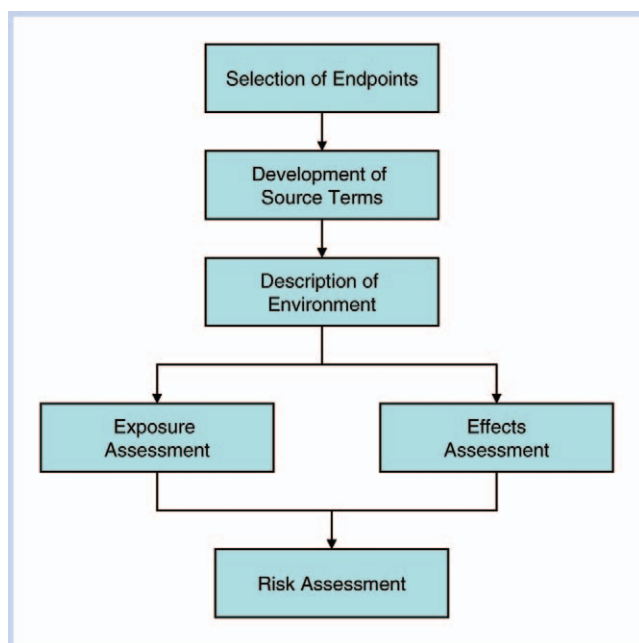 Selection of Endpoints
Development of
Source Terms
Description of
Environment
Exposure
Assessment
Effects
Assessment
Risk Assessment